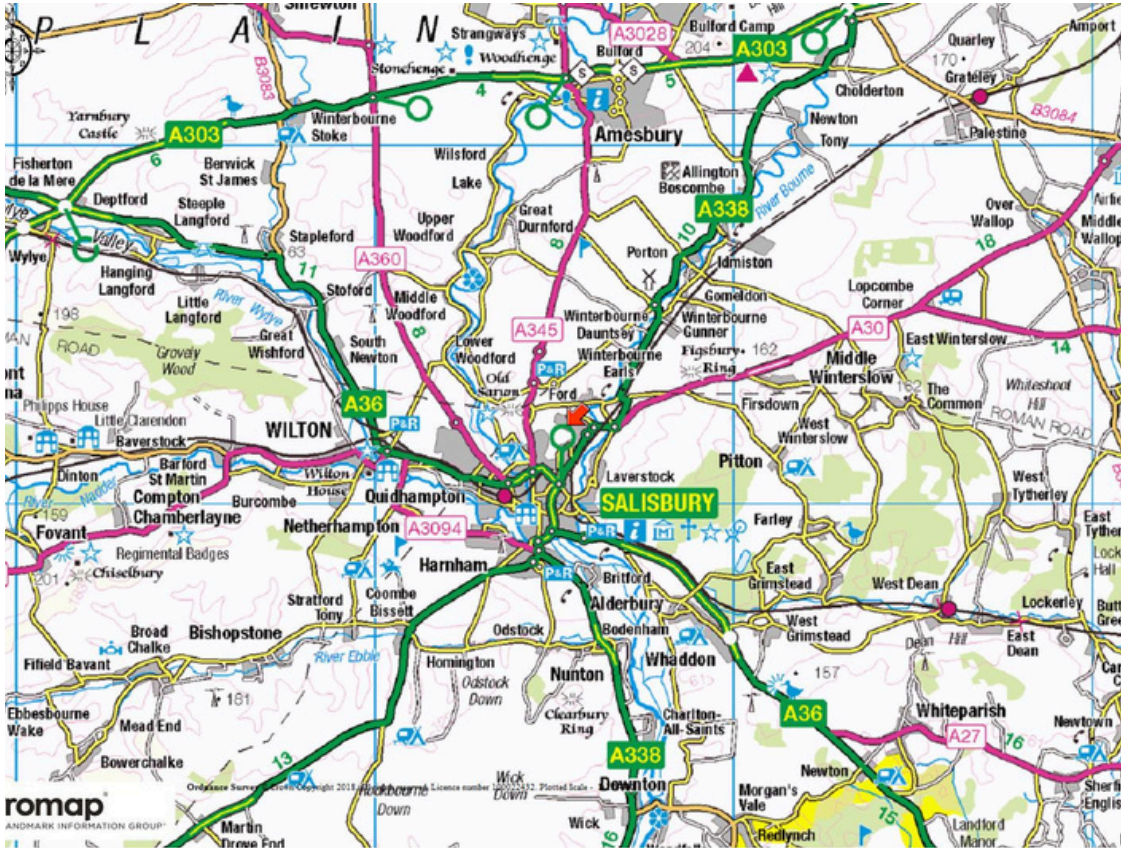 P L A I N
Strangways
Woodhenge
A3028
Bulford Camp
204
A303
Quarley
170
Amport
Bulford
Stonehenge
S
S
B3083
4
5
Grateley
Cholderton
B3084
Yarnbury
Castle
A303
Winterbourne
Stoke
i
Amesbury
Newton
Tony
Palestine
6
Fisherton
de la Mere
Berwick
St James
Wilsford
Lake
Allington
Boscombe
River Bourne
Deptford
Steeple
Langford
Upper
Woodford
Great
Durnford
A338
Over
Wallop
Middle
Wallop
Wylye
Valley
Stapleford
63
8
10
Porton
18
Hanging
Langford
11
A360
Idmiston
Little
Langford
River Wylye
Stoford
Middle
Woodford
Gomeldon
Lopcombe
Corner
198
ROAD
Great
Wishford
8
A345
Winterbourne
Dauntsey
Winterbourne
Gunner
A30
Grovely
Wood
South
Newton
Lower
Woodford
Winterbourne
Earls
Figsbury
Ring
162
East Winterslow
14
Middle
Winterslow
P&R
Old
Sarum
Ford
162
The
Common
Whiteshoot
Hill
Philipps House
Little Clarendon
A36
Firsdown
ROMAN ROAD
WILTON
P&R
West
Winterslow
Baverstock
Dinton
Barford
St Martin
Wilton
House
Pitton
Laverstock
West
Tytherley
River
Nadder
Compton
Chamberlayne
Burcombe
Quidhampton
SALISBURY
159
Netherhampton
A3094
P&R
i
Farley
East
Tytherley
Fovant
Regimental Badges
Chiselbury
201
Harnham
P&R
Britford
East
Grimstead
West Dean
Lockerley
Stratford
Tony
Coombe
Bissett
Alderbury
West
Grimstead
Broad
Chalke
Bishopstone
Odstock
Bodenham
Dean
Hill
East
Dean
Fifield Bavant
River Ebble
Homington
Odstock
Down
Nunton
Whaddon
157
181
Clearbury
Ring
Ebbesbourne
Wake
Mead End
Charlton-
All-Saints
A36
Whiteparish
Newtown
A27
16
Bowerchalke
13
A338
Newton
Wick
Down
Downton
Morgan's
Vale
romap
LANDMARK INFORMATION GROUP
Martin
Drove End
Wick
16
Redlynch
15
Landford
Manor